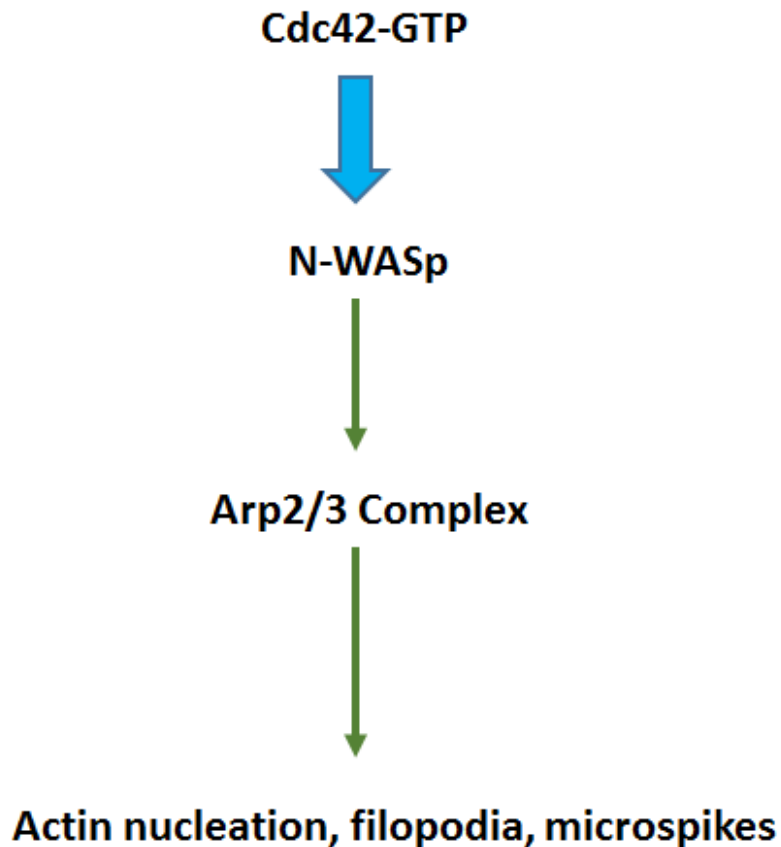 Cdc42-GTP
N-WASp
Arp2/3 Complex
Actin nucleation, filopodia, microspikes